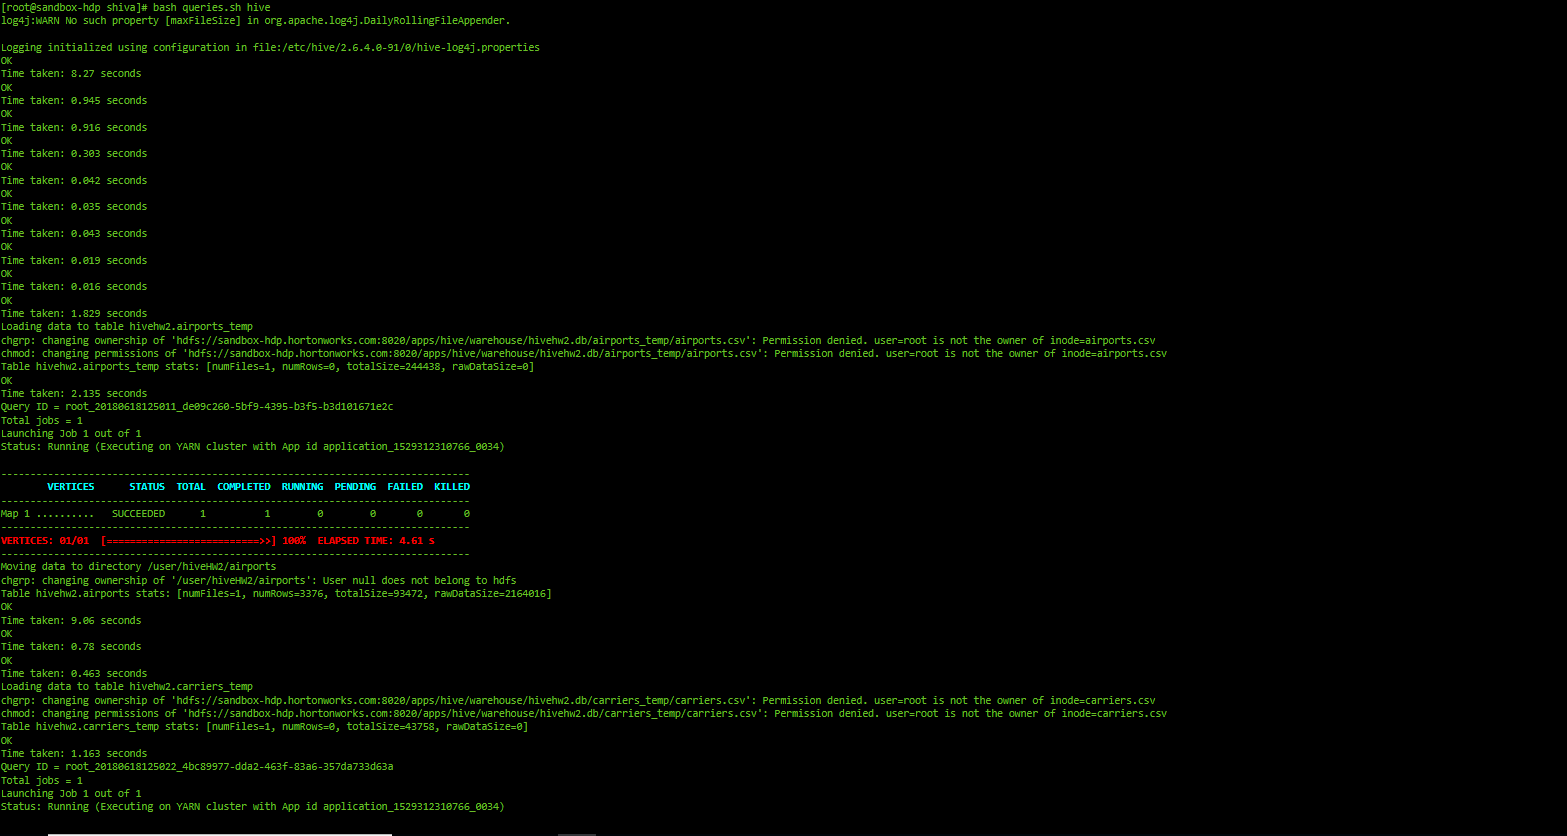 [root@sandbox-hdp shiva]# bash queries.sh hive
log4j:WARN No such property [maxFileSize] in org.apache.log4j.DailyRollingFileAppender.
Logging initialized using configuration in file:/etc/hive/2.6.4.0-91/0/hive-log4j.properties
OK
Time taken: 8.27 seconds
OK
Time taken: 0.945 seconds
OK
Time taken: 0.916 seconds
OK
Time taken: 0.303 seconds
OK
Time taken: 0.042 seconds
OK
Time taken: 0.035 seconds
OK
Time taken: 0.043 seconds
OK
Time taken: 0.019 seconds
OK
Time taken: 0.016 seconds
OK
Time taken: 1.829 seconds
Loading data to table hivehw2.airports_temp
chgrp: changing ownership of 'hdfs://sandbox-hdp.hortonworks.com:8020/apps/hive/warehouse/hivehw2.db/airports_temp/airports.csv': Permission denied. user=root is not the owner of inode=airports.csv
chmod: changing permissions of 'hdfs://sandbox-hdp.hortonworks.com:8020/apps/hive/warehouse/hivehw2.db/airports_temp/airports.csv': Permission denied. user=root is not the owner of inode=airports.csv
Table hivehw2.airports_temp stats: [numFiles=1, numRows=0, totalSize=244438, rawDataSize=0]
OK
Time taken: 2.135 seconds
Query ID = root_20180618125011_de09c260-5bf9-4395-b3f5-b3d101671e2c
Total jobs = 1
Launching Job 1 out of 1
Status: Running (Executing on YARN cluster with App id application_1529312310766_0034)
--------------------------------------------------------------------------------
        VERTICES      STATUS  TOTAL  COMPLETED  RUNNING  PENDING  FAILED  KILLED
--------------------------------------------------------------------------------
Map 1 ..........   SUCCEEDED      1          1        0        0       0       0
--------------------------------------------------------------------------------
VERTICES: 01/01  [==========================>>] 100%  ELAPSED TIME: 4.61 s
--------------------------------------------------------------------------------
Moving data to directory /user/hiveHW2/airports
chgrp: changing ownership of '/user/hiveHW2/airports': User null does not belong to hdfs
Table hivehw2.airports stats: [numFiles=1, numRows=3376, totalSize=93472, rawDataSize=2164016]
OK
Time taken: 9.06 seconds
OK
Time taken: 0.78 seconds
OK
Time taken: 0.463 seconds
Loading data to table hivehw2.carriers_temp
chgrp: changing ownership of 'hdfs://sandbox-hdp.hortonworks.com:8020/apps/hive/warehouse/hivehw2.db/carriers_temp/carriers.csv': Permission denied. user=root is not the owner of inode=carriers.csv
chmod: changing permissions of 'hdfs://sandbox-hdp.hortonworks.com:8020/apps/hive/warehouse/hivehw2.db/carriers_temp/carriers.csv': Permission denied. user=root is not the owner of inode=carriers.csv
Table hivehw2.carriers_temp stats: [numFiles=1, numRows=0, totalSize=43758, rawDataSize=0]
OK
Time taken: 1.163 seconds
Query ID = root_20180618125022_4bc89977-dda2-463f-83a6-357da733d63a
Total jobs = 1
Launching Job 1 out of 1
Status: Running (Executing on YARN cluster with App id application_1529312310766_0034)